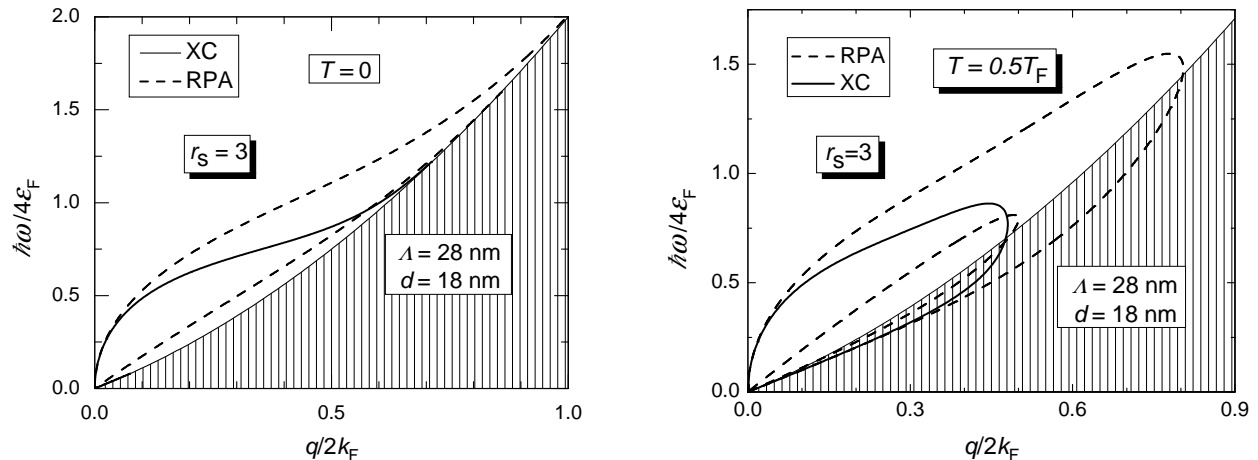 2.0
1.5
1.0
0.5
0.0
ℏω/4ε_F
XC
RPA
T = 0
r_s = 3
Λ = 28 nm
d = 18 nm
0.0 0.5 1.0
q/2k_F
1.5
1.0
0.5
0.0
ℏω/4ε_F
RPA
XC
T = 0.5T_F
r_s=3
Λ = 28 nm
d = 18 nm
0.0 0.3 0.6 0.9
q/2k_F